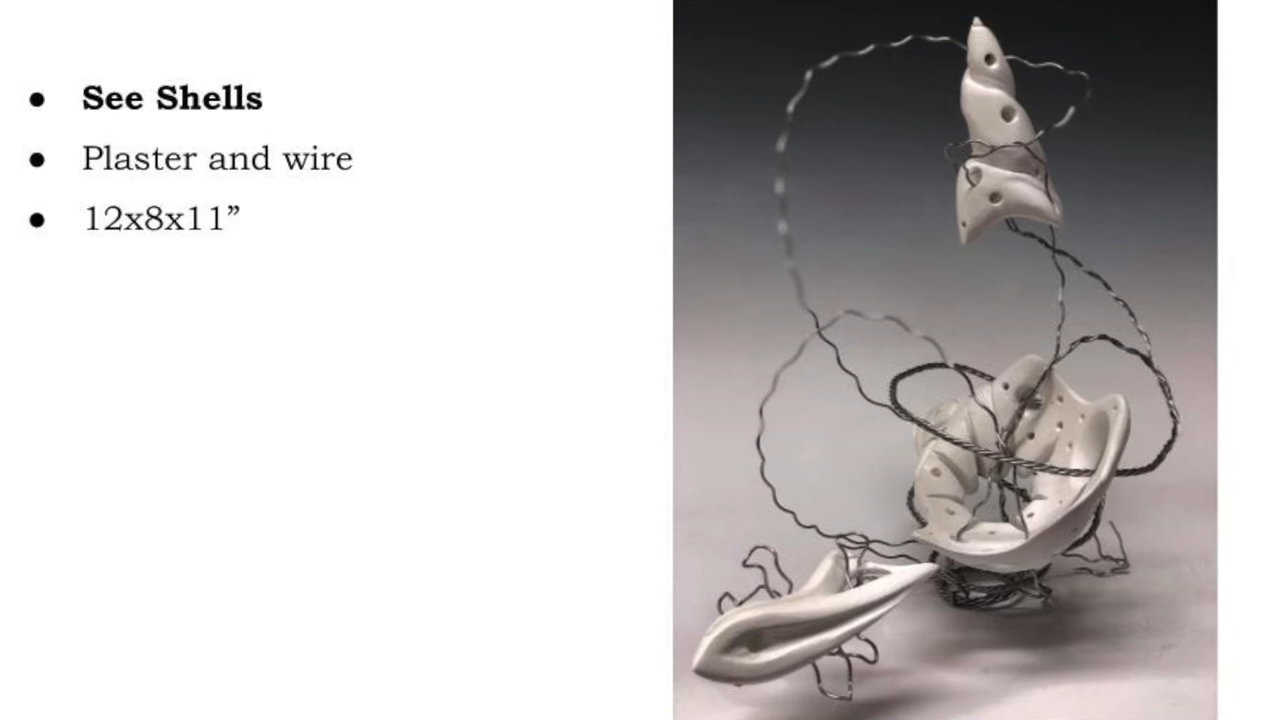 ● See Shells
● Plaster and wire
● 12x8x11”